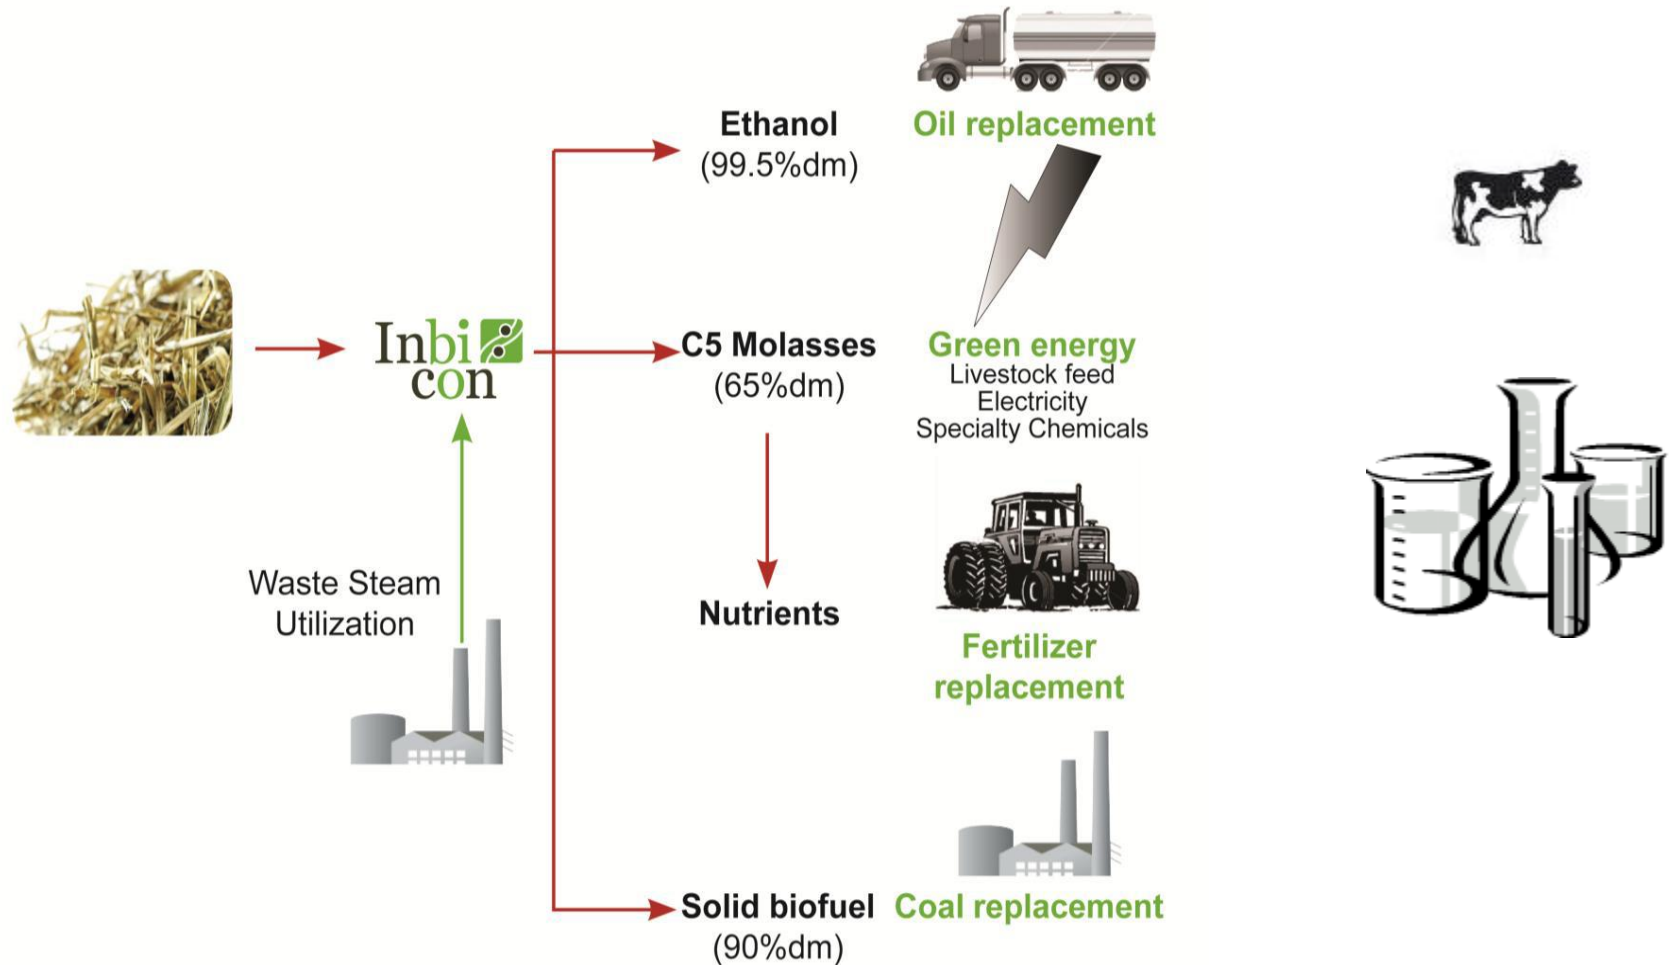 Ethanol
(99.5%dm)
Oil replacement
Inbi
con
C5 Molasses
(65%dm)
Green energy
Livestock feed
Electricity
Specialty Chemicals
Waste Steam
Utilization
Nutrients
Fertilizer
replacement
Solid biofuel
(90%dm)
Coal replacement